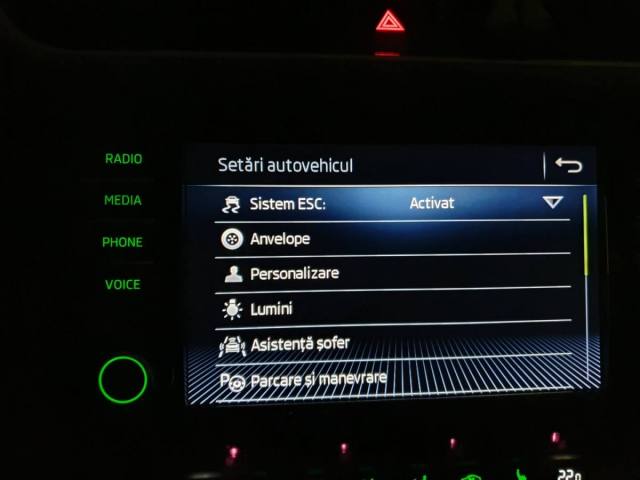 RADIO
MEDIA
PHONE
VOICE
Setări autovehicul
Sistem ESC: Activat
Anvelope
Personalizare
Lumini
Asistență șofer
Parcare și manevrare